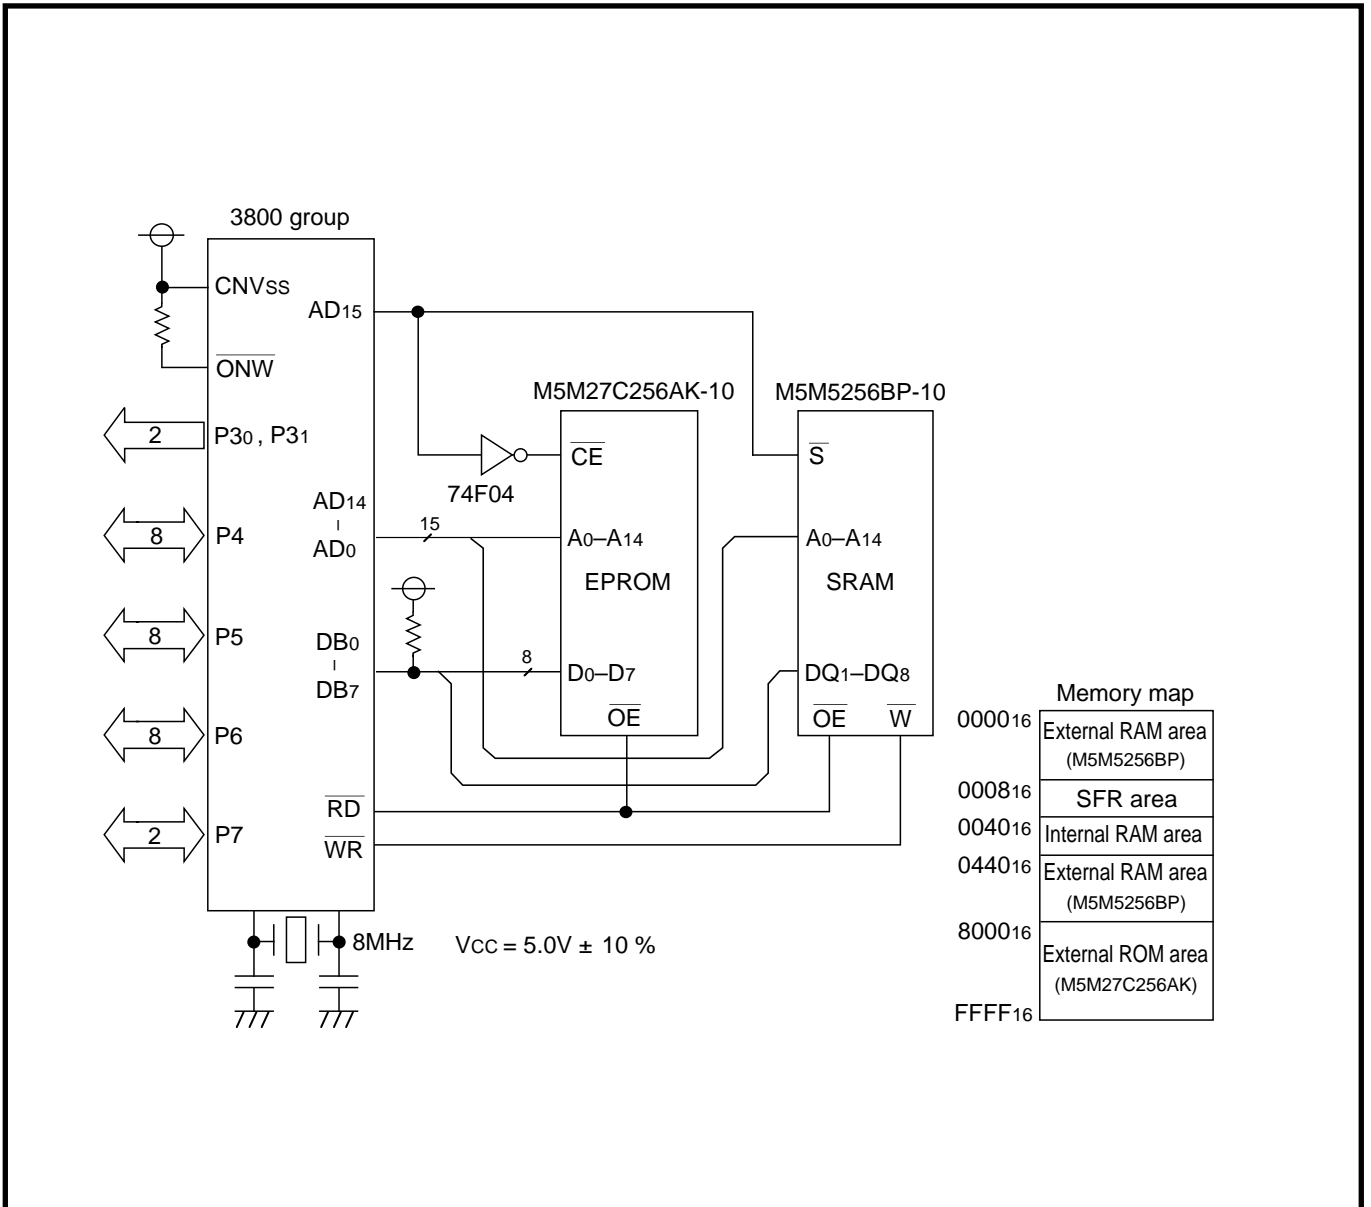 3800 group
CNVSS
AD15
ONW
M5M27C256AK-10
M5M5256BP-10
2
P30 , P31
CE
S
74F04
AD14
AD0
15
8
P4
A0–A14
A0–A14
EPROM
SRAM
8
P5
DB0
DB7
8
D0–D7
DQ1–DQ8
OE
OE
W
8
P6
2
P7
RD
WR
8MHz
VCC = 5.0V ± 10 %
Memory map
000016
External RAM area
(M5M5256BP)
000816
SFR area
004016
Internal RAM area
044016
External RAM area
(M5M5256BP)
800016
External ROM area
(M5M27C256AK)
FFFF16